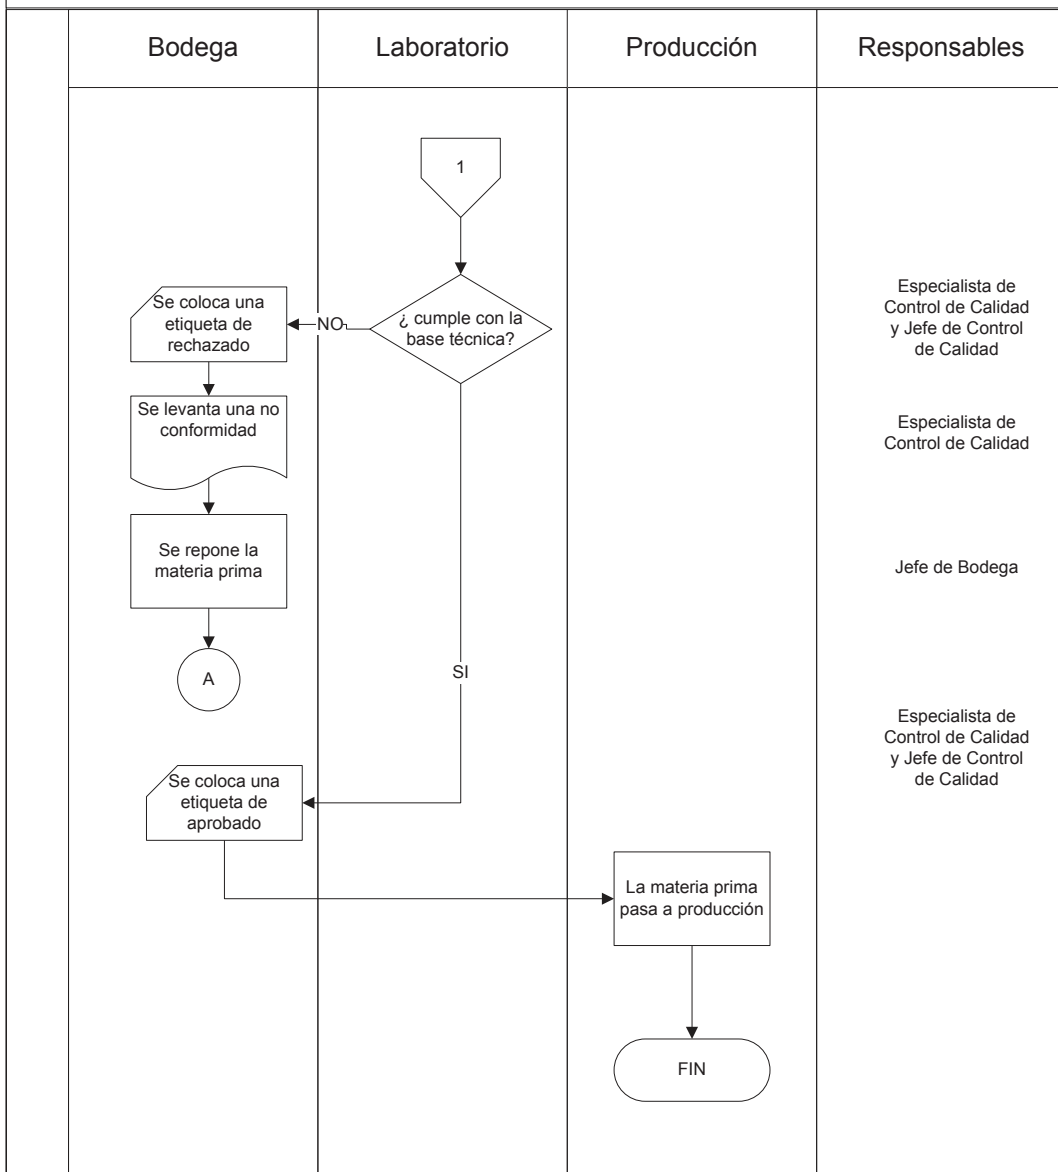 Bodega
Laboratorio
Producción
Responsables
1
¿ cumple con la
base técnica?
NO
Se coloca una
etiqueta de
rechazado
Especialista de
Control de Calidad
y Jefe de Control
de Calidad
Se levanta una no
conformidad
Especialista de
Control de Calidad
Se repone la
materia prima
Jefe de Bodega
A
SI
Especialista de
Control de Calidad
y Jefe de Control
de Calidad
Se coloca una
etiqueta de
aprobado
La materia prima
pasa a producción
FIN